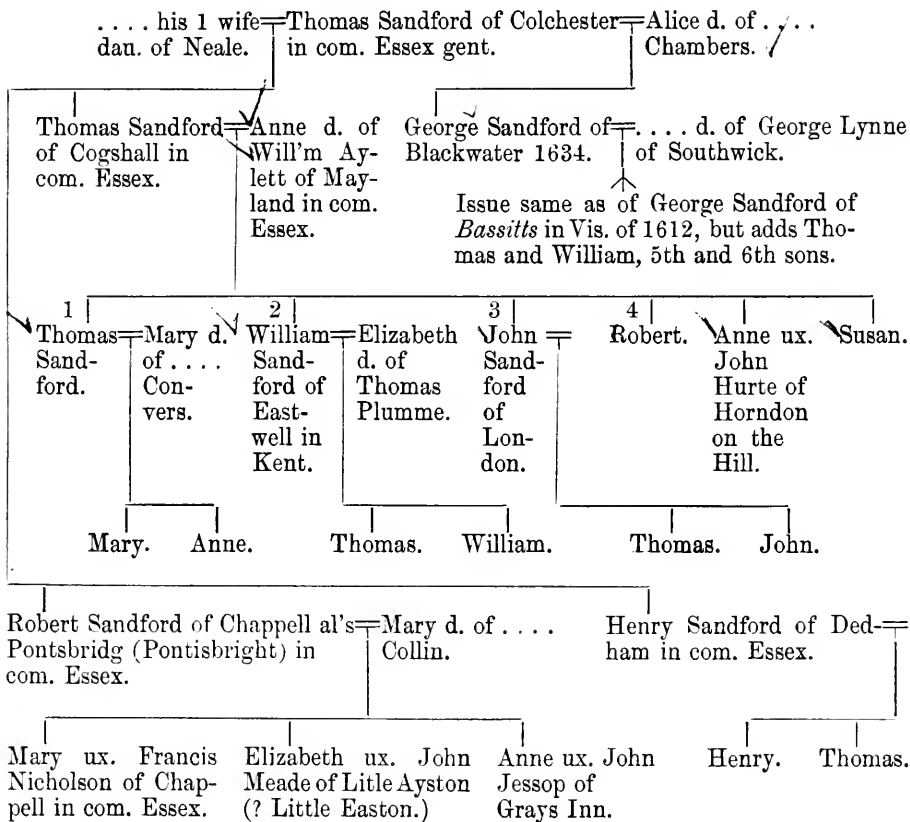 . . . . his 1 wife
dau. of Neale.
Thomas Sandford of Colchester
in com. Essex gent.
Alice d. of . . . .
Chambers.
Thomas Sandford
of Cogshall in
com. Essex.
Anne d. of
Will'm Ay-
lett of May-
land in com.
Essex.
George Sandford of
Blackwater 1634.
. . . . d. of George Lynne
of Southwick.
Issue same as of George Sandford of
Bassitts in Vis. of 1612, but adds Tho-
mas and William, 5th and 6th sons.
1
Thomas
Sand-
ford.
Mary d.
of . . . .
Con-
vers.
2
William
Sand-
ford of
East-
well in
Kent.
Elizabeth
d. of
Thomas
Plumme.
3
John
Sand-
ford
of
Lon-
don.
4
Robert.
Anne ux.
John
Hurte of
Horndon
on the
Hill.
Susan.
Mary.
Anne.
Thomas.
William.
Thomas.
John.
Robert Sandford of Chappell al's
Pontsbridg (Pontisbright) in
com. Essex.
Mary d. of . . . .
Collin.
Henry Sandford of Ded-
ham in com. Essex.
Mary ux. Francis
Nicholson of Chap-
pell in com. Essex.
Elizabeth ux. John
Meade of Litle Ayston
(? Little Easton.)
Anne ux. John
Jessop of
Grays Inn.
Henry.
Thomas.